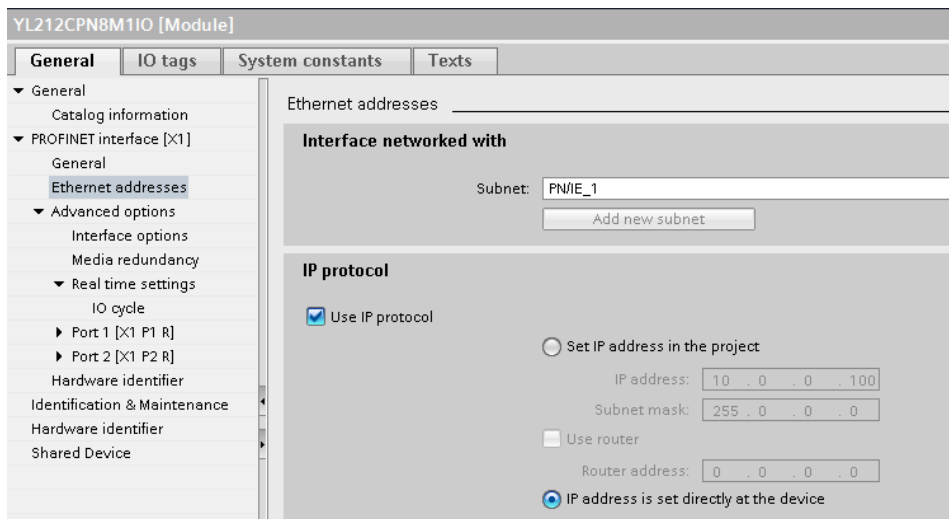 YL212CPN8M1IO [Module]
General IO tags System constants Texts
General
Catalog information
PROFINET interface [X1]
General
Ethernet addresses
Advanced options
Interface options
Media redundancy
Real time settings
IO cycle
Port 1 [X1 P1 R]
Port 2 [X1 P2 R]
Hardware identifier
Identification & Maintenance
Hardware identifier
Shared Device
Ethernet addresses
Interface networked with
Subnet: PN/IE_1
Add new subnet
IP protocol
Use IP protocol
Set IP address in the project
IP address: 10 . 0 . 0 . 100
Subnet mask: 255 . 0 . 0 . 0
Use router
Router address: 0 . 0 . 0 . 0
IP address is set directly at the device